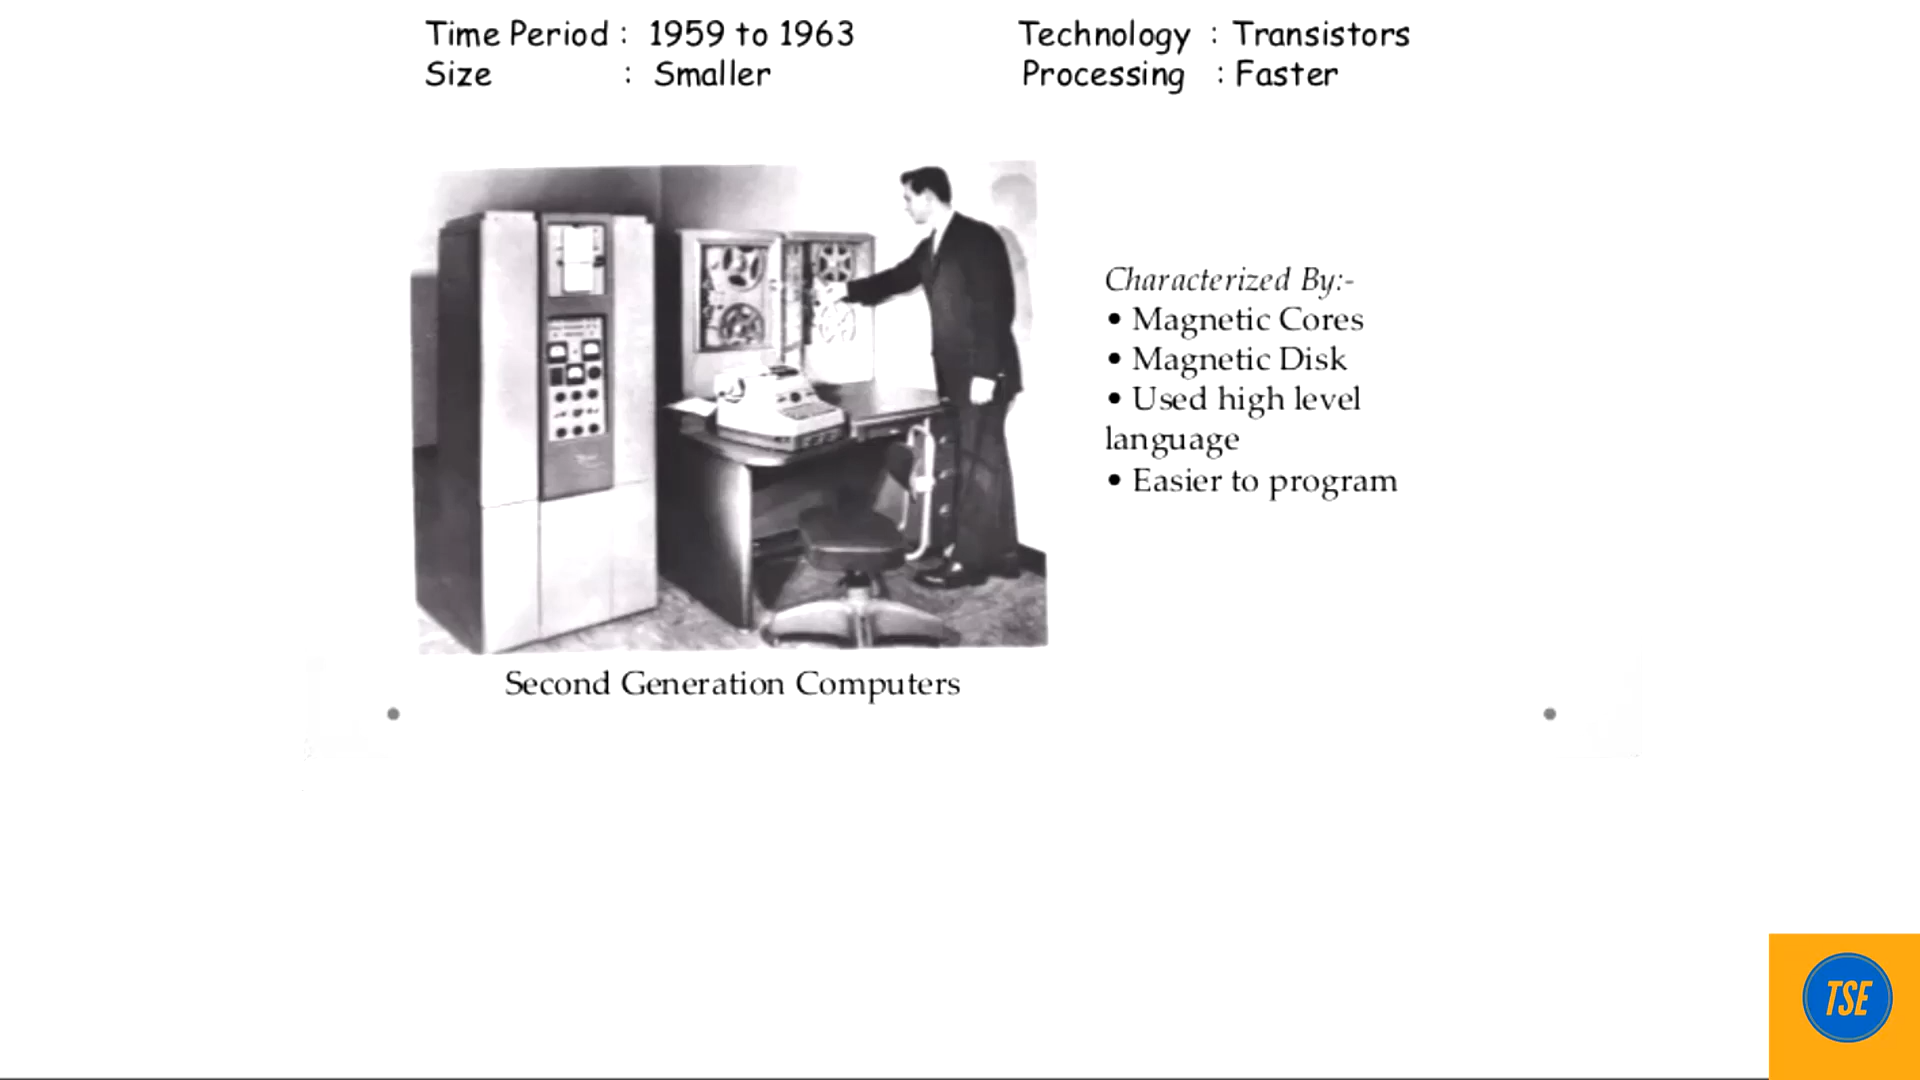 Time Period : 1959 to 1963
Technology : Transistors
Size : Smaller
Processing : Faster
Characterized By:-
• Magnetic Cores
• Magnetic Disk
• Used high level
language
• Easier to program
Second Generation Computers
TSE